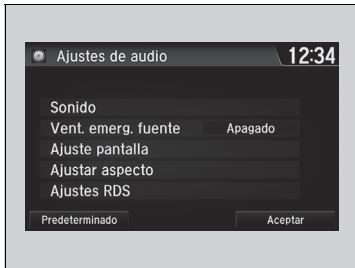 Ajustes de audio 12:34
Sonido
Vent. emerg. fuente Apagado
Ajuste pantalla
Ajustar aspecto
Ajustes RDS
Predeterminado Aceptar